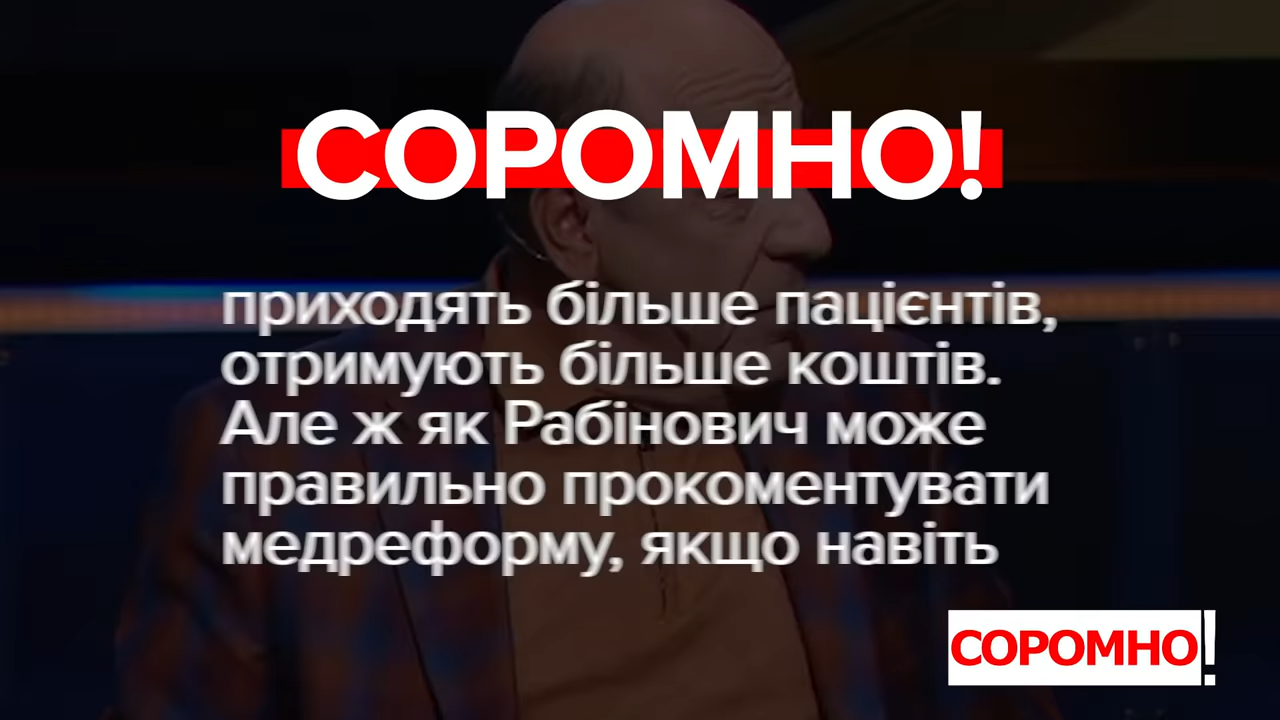 СОРОМНО!
приходять більше пацієнтів,
отримують більше коштів.
Але ж як Рабінович може
правильно прокоментувати
медреформу, якщо навіть
СОРОМНО!